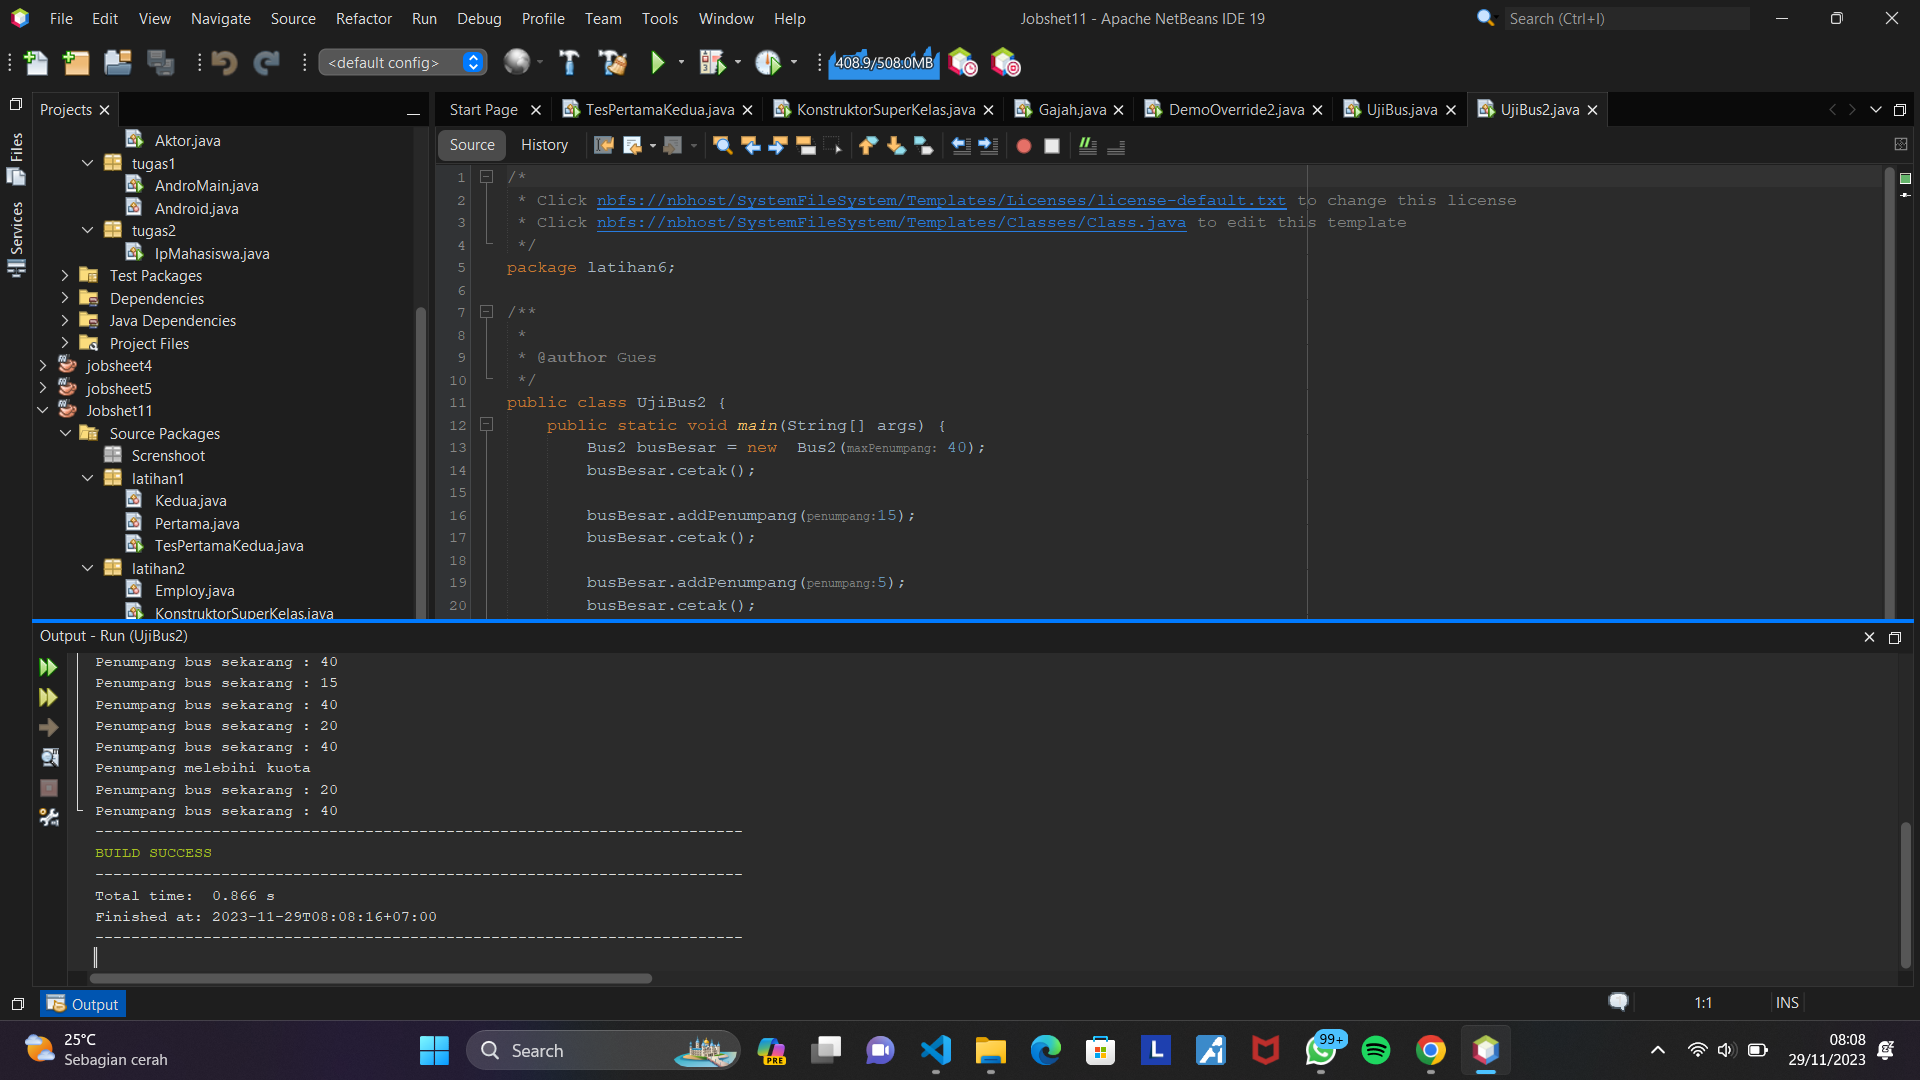 File Edit View Navigate Source Refactor Run Debug Profile Team Tools Window Help
Jobshet11 - Apache NetBeans IDE 19
Search (Ctrl+I)
<default config>
408.9/508.0MB
Files
Services
Projects
Aktor.java
tugas1
AndroMain.java
Android.java
tugas2
IpMahasiswa.java
Test Packages
Dependencies
Java Dependencies
Project Files
jobsheet4
jobsheet5
Jobshet11
Source Packages
Screnshoot
latihan1
Kedua.java
Pertama.java
TesPertamaKedua.java
latihan2
Employ.java
KonstruktorSuperKelas.java
Start Page TesPertamaKedua.java KonstruktorSuperKelas.java Gajah.java DemoOverride2.java UjiBus.java UjiBus2.java
Source History
1 /*
2 * Click nbfs://nbhost/SystemFileSystem/Templates/Licenses/license-default.txt to change this license
3 * Click nbfs://nbhost/SystemFileSystem/Templates/Classes/Class.java to edit this template
4 */
5 package latihan6;
6
7 /**
8 *
9 * @author Gues
10 */
11 public class UjiBus2 {
12 public static void main(String[] args) {
13 Bus2 busBesar = new  Bus2(maxPenumpang: 40);
14 busBesar.cetak();
15
16 busBesar.addPenumpang(penumpang:15);
17 busBesar.cetak();
18
19 busBesar.addPenumpang(penumpang:5);
20 busBesar.cetak();
Output - Run (UjiBus2)
Penumpang bus sekarang : 40
Penumpang bus sekarang : 15
Penumpang bus sekarang : 40
Penumpang bus sekarang : 20
Penumpang bus sekarang : 40
Penumpang melebihi kuota
Penumpang bus sekarang : 20
Penumpang bus sekarang : 40
------------------------------------------------------------------------
BUILD SUCCESS
------------------------------------------------------------------------
Total time:  0.866 s
Finished at: 2023-11-29T08:08:16+07:00
------------------------------------------------------------------------
Output
1:1 INS
25°C
Sebagian cerah
Search
PRE
L
99+
08:08
29/11/2023